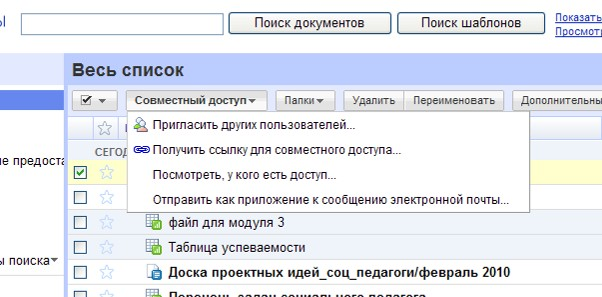 Поиск документов
Поиск шаблонов
Показать
Просмотр
Весь список
Совместный доступ
Папки
Удалить
Переименовать
Дополнительны
Пригласить других пользователей...
Получить ссылку для совместного доступа...
Посмотреть, у кого есть доступ...
Отправить как приложение к сообщению электронной почты...
СЕГОД
не предоста
файл для модуля 3
ы поиска
Таблица успеваемости
Доска проектных идей_соц_педагоги/февраль 2010